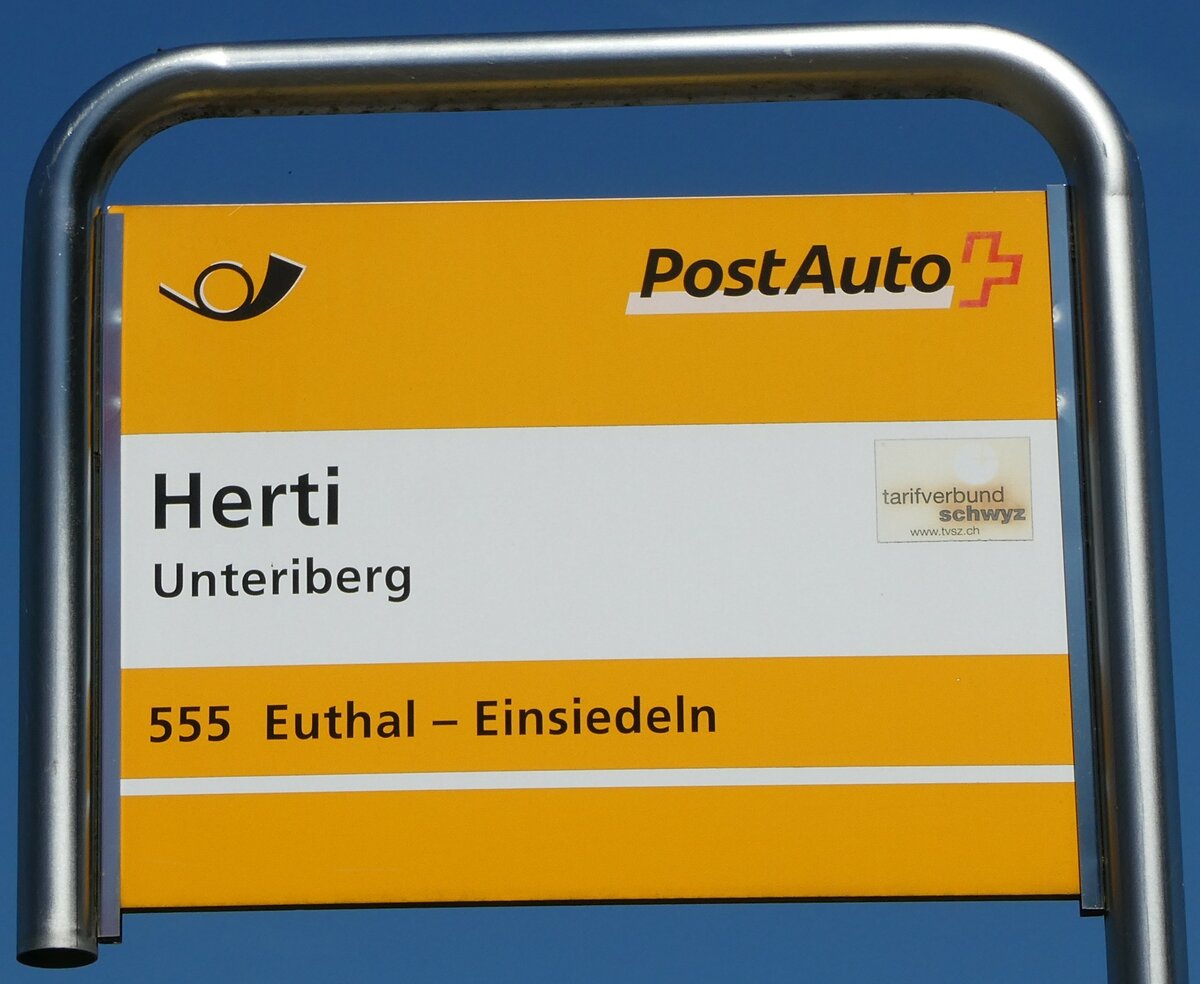 PostAuto
Herti
Unteriberg
tarifverbund
schwyz
www.tvsz.ch
555 Euthal – Einsiedeln